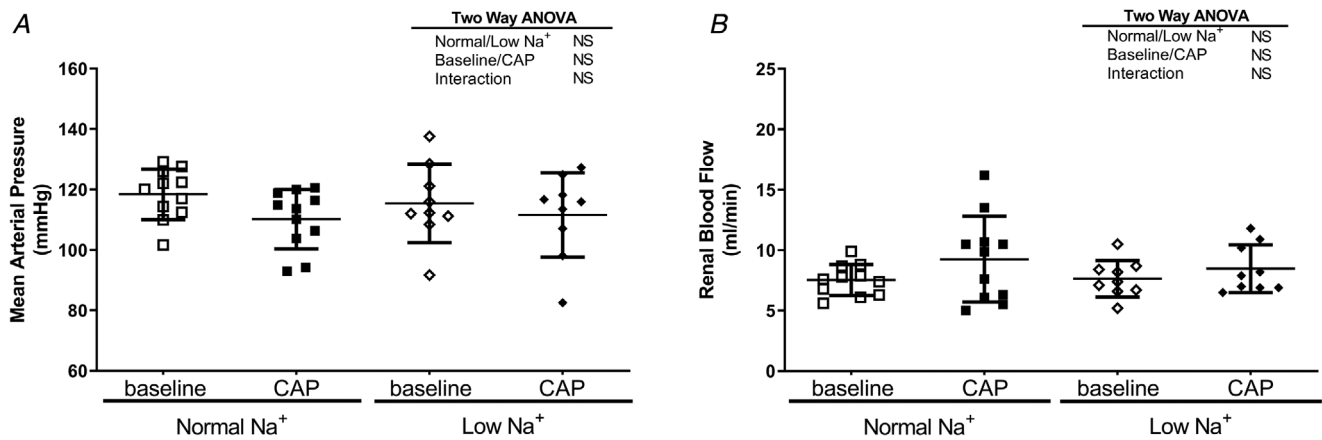 A
Two Way ANOVA
Normal/Low Na⁺ NS
Baseline/CAP NS
Interaction NS
Mean Arterial Pressure
(mmHg)
160
140
120
100
80
60
baseline CAP baseline CAP
Normal Na⁺ Low Na⁺
B
Two Way ANOVA
Normal/Low Na⁺ NS
Baseline/CAP NS
Interaction NS
Renal Blood Flow
(ml/min)
25
20
15
10
5
0
baseline CAP baseline CAP
Normal Na⁺ Low Na⁺